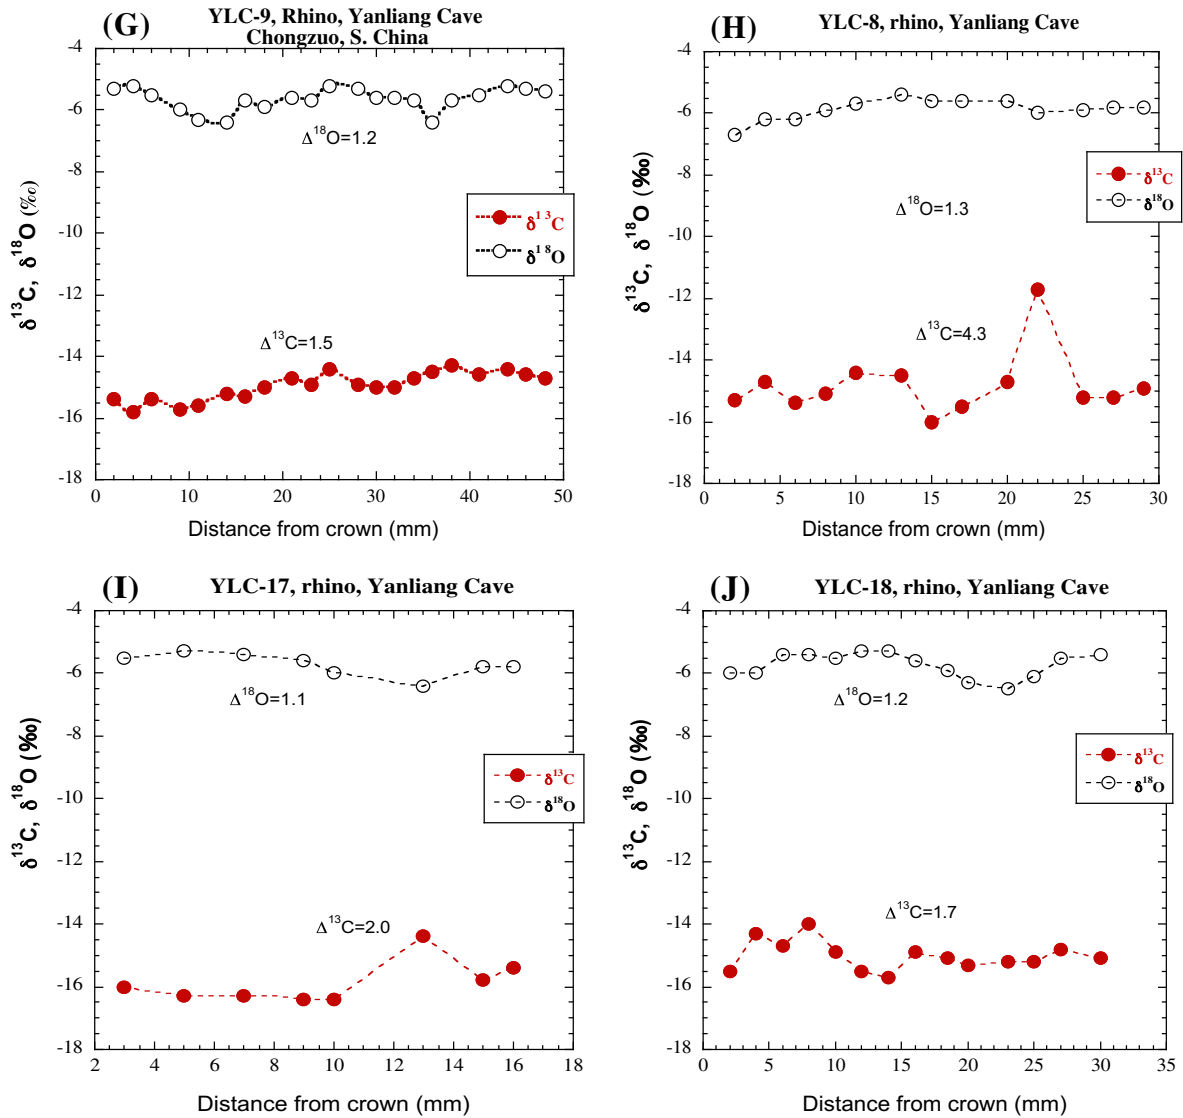 (G)
YLC-9, Rhino, Yanliang Cave
Chongzuo, S. China
-4
-6
-8
-10
-12
-14
-16
-18
δ¹³C, δ¹⁸O (‰)
Δ¹⁸O=1.2
δ¹³C
δ¹⁸O
Δ¹³C=1.5
0 10 20 30 40 50
Distance from crown (mm)
(H)
YLC-8, rhino, Yanliang Cave
-4
-6
-8
-10
-12
-14
-16
-18
δ¹³C, δ¹⁸O (‰)
δ¹³C
δ¹⁸O
Δ¹⁸O=1.3
Δ¹³C=4.3
0 5 10 15 20 25 30
Distance from crown (mm)
(I)
YLC-17, rhino, Yanliang Cave
-4
-6
-8
-10
-12
-14
-16
-18
δ¹³C, δ¹⁸O (‰)
Δ¹⁸O=1.1
δ¹³C
δ¹⁸O
Δ¹³C=2.0
2 4 6 8 10 12 14 16 18
Distance from crown (mm)
(J)
YLC-18, rhino, Yanliang Cave
-4
-6
-8
-10
-12
-14
-16
-18
δ¹³C, δ¹⁸O (‰)
Δ¹⁸O=1.2
δ¹³C
δ¹⁸O
Δ¹³C=1.7
0 5 10 15 20 25 30 35
Distance from crown (mm)